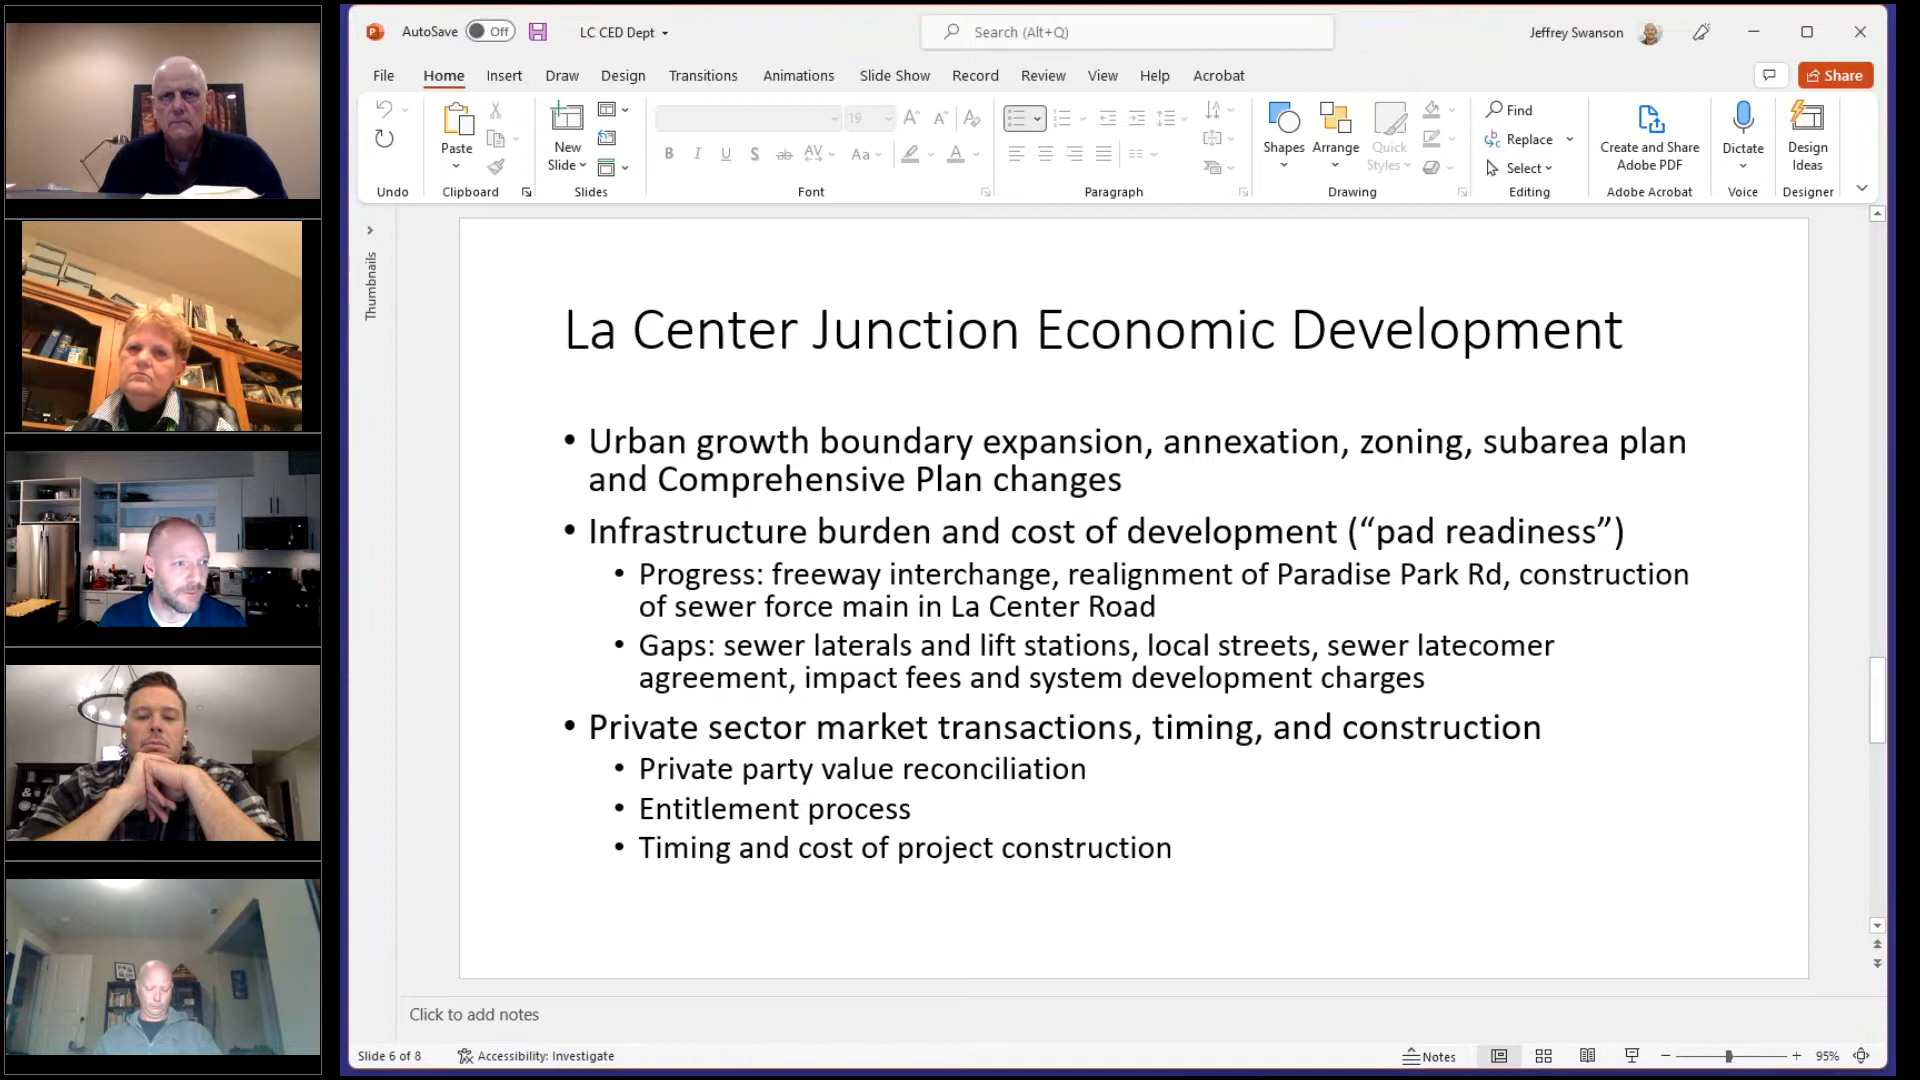 AutoSave Off LC CED Dept Search (Alt+Q) Jeffrey Swanson
File Home Insert Draw Design Transitions Animations Slide Show Record Review View Help Acrobat Share
19 Find
Paste New Slide Shapes Arrange Quick Styles Replace Create and Share Adobe PDF Dictate Design Ideas
B I U S ab AV Aa A Select
Undo Clipboard Slides Font Paragraph Drawing Editing Adobe Acrobat Voice Designer
Thumbnails
La Center Junction Economic Development
• Urban growth boundary expansion, annexation, zoning, subarea plan
and Comprehensive Plan changes
• Infrastructure burden and cost of development (“pad readiness”)
• Progress: freeway interchange, realignment of Paradise Park Rd, construction
of sewer force main in La Center Road
• Gaps: sewer laterals and lift stations, local streets, sewer latecomer
agreement, impact fees and system development charges
• Private sector market transactions, timing, and construction
• Private party value reconciliation
• Entitlement process
• Timing and cost of project construction
Click to add notes
Slide 6 of 8 Accessibility: Investigate Notes 95%